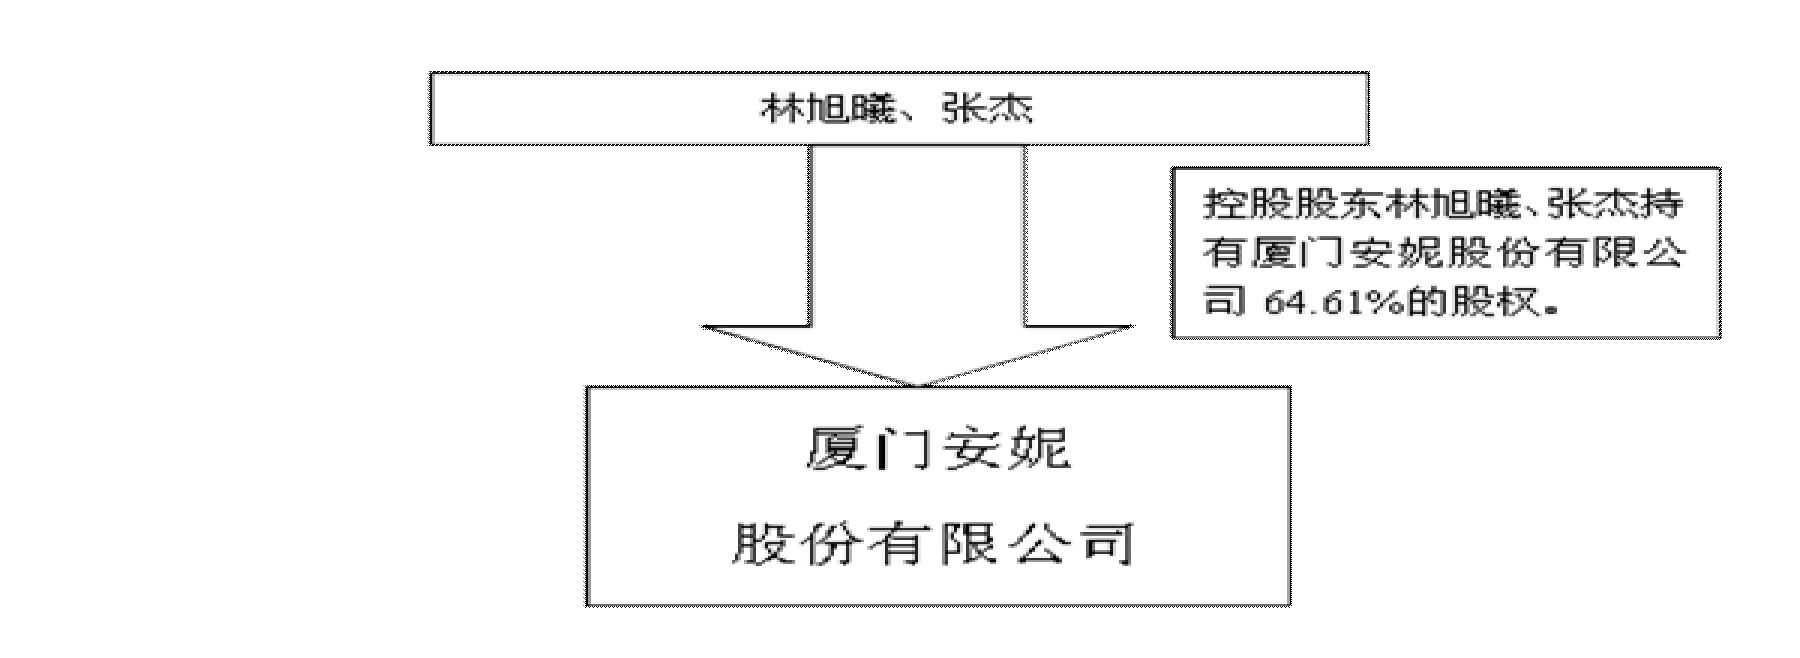 林旭曦、张杰
控股股东林旭曦、张杰持
有厦门安妮股份有限公
司 64.61%的股权。
厦门安妮
股份有限公司